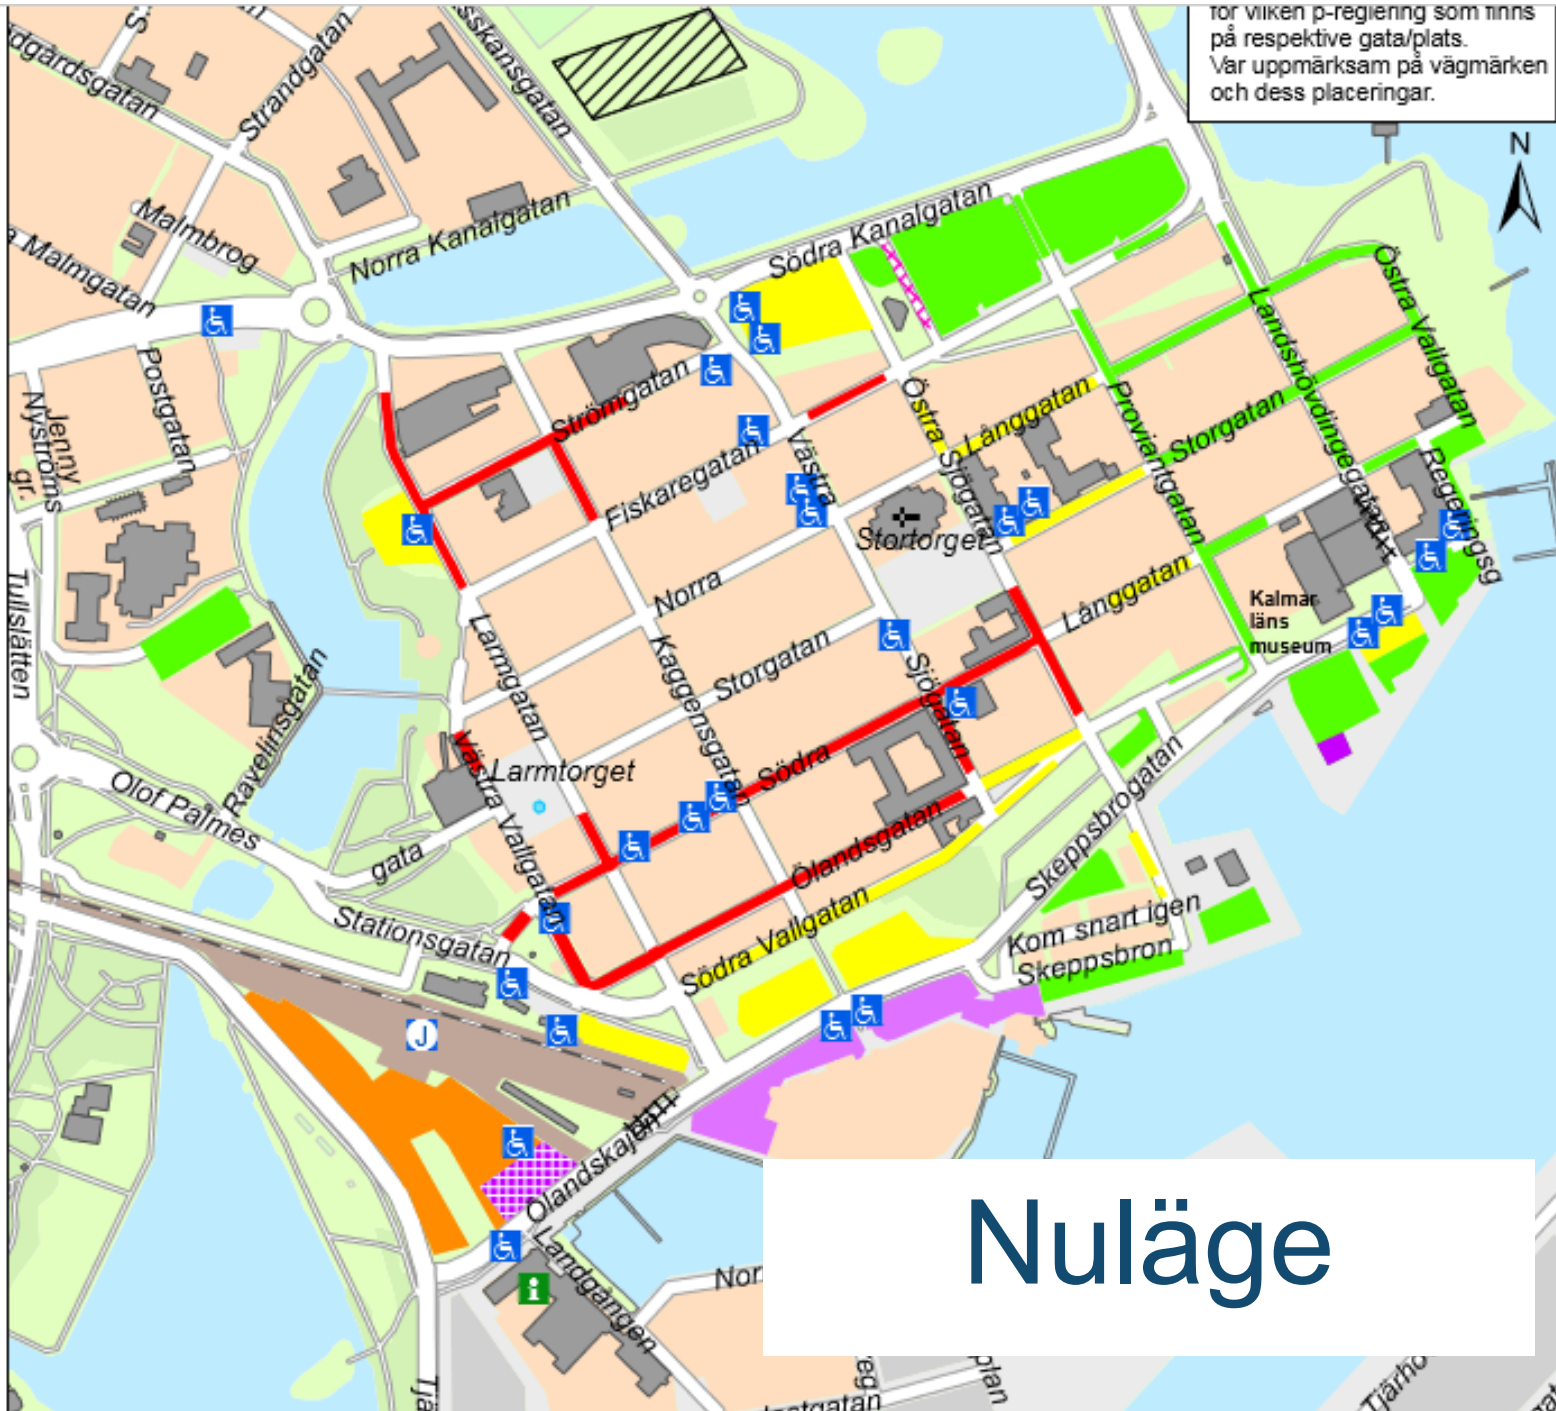 för vilken p-reglering som finns
på respektive gata/plats.
Var uppmärksam på vägmärken
och dess placeringar.
N
Strandgatan
Malmbrog
Malmgatan
Norra Kanalgatan
Södra Kanalgatan
Postgatan
Jenny
Nyströms
gr.
Tullslätten
Ravelinsgatan
Olof Palmes
gata
Stationsgatan
Strömgatan
Fiskaregatan
Västra
Sjögatan
Östra
Sjögatan
Norra
Långgatan
Storgatan
Storgatan
Stortorget
Proviantgatan
Landshövdingegatan
Östra Vallgatan
Regeringsg
Kalmar
läns
museum
Långgatan
Södra
Larmgatan
Kaggensgatan
Larmtorget
Västra Vallgatan
Ölandsgatan
Södra Vallgatan
Skeppsbrogatan
Kom snart igen
Skeppsbron
J
Ölandskajen
Landgången
i
Nor
Nuläge
plan